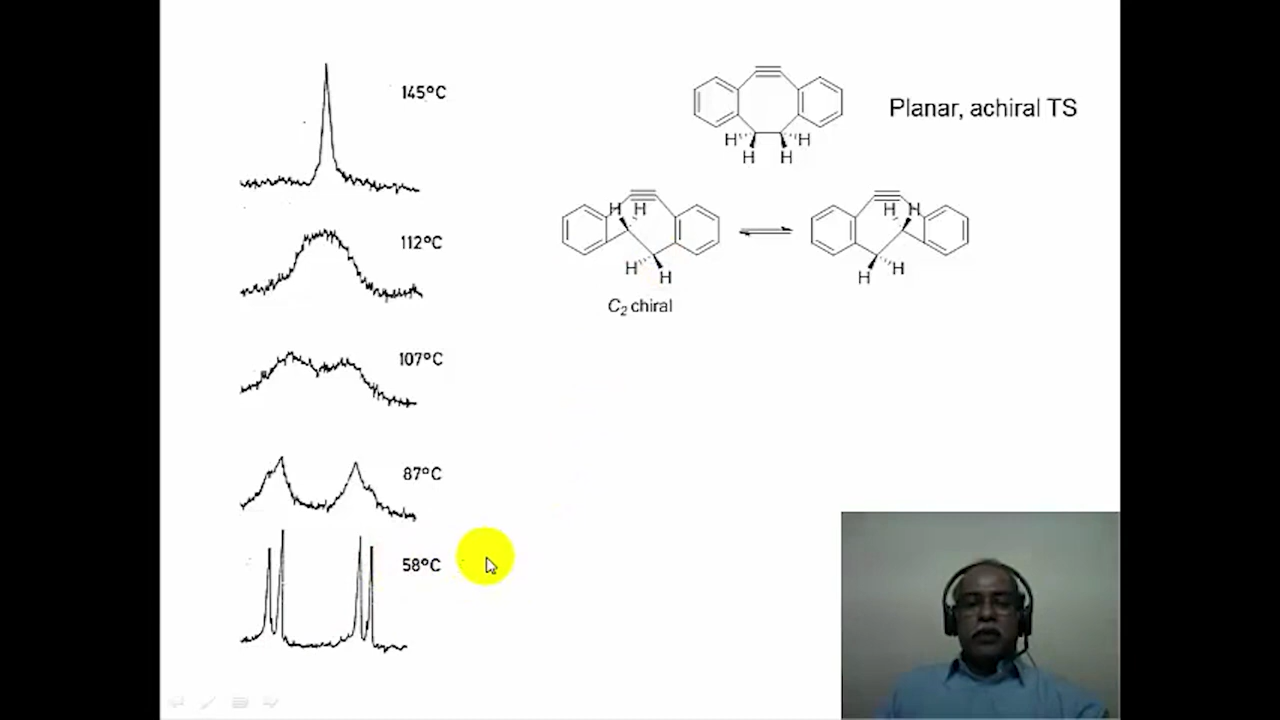 145°C
Planar, achiral TS
H H
H H
112°C
H H
H H
H H
H H
C2 chiral
107°C
87°C
58°C